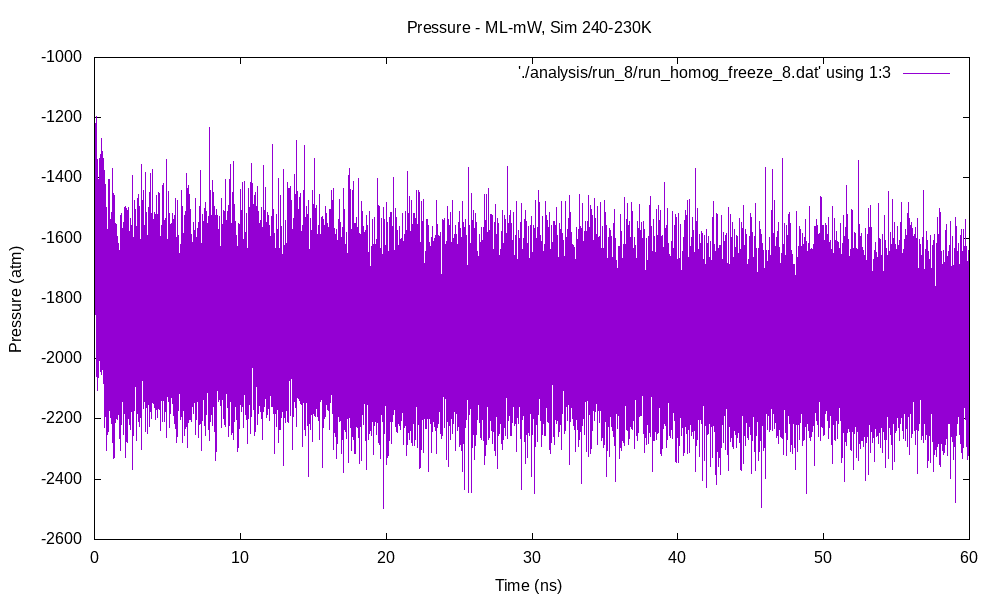 Pressure - ML-mW, Sim 240-230K
'./analysis/run_8/run_homog_freeze_8.dat' using 1:3
Pressure (atm)
-1000
-1200
-1400
-1600
-1800
-2000
-2200
-2400
-2600
0 10 20 30 40 50 60
Time (ns)